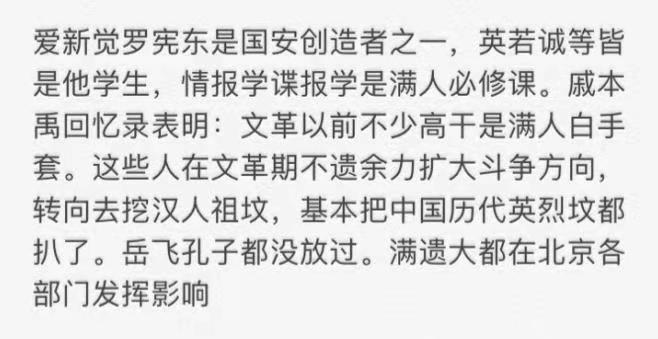 爱新觉罗宪东是国安创造者之一，英若诚等皆
是他学生，情报学谍报学是满人必修课。戚本
禹回忆录表明：文革以前不少高干是满人白手
套。这些人在文革期不遗余力扩大斗争方向，
转向去挖汉人祖坟，基本把中国历代英烈坟都
扒了。岳飞孔子都没放过。满遗大都在北京各
部门发挥影响